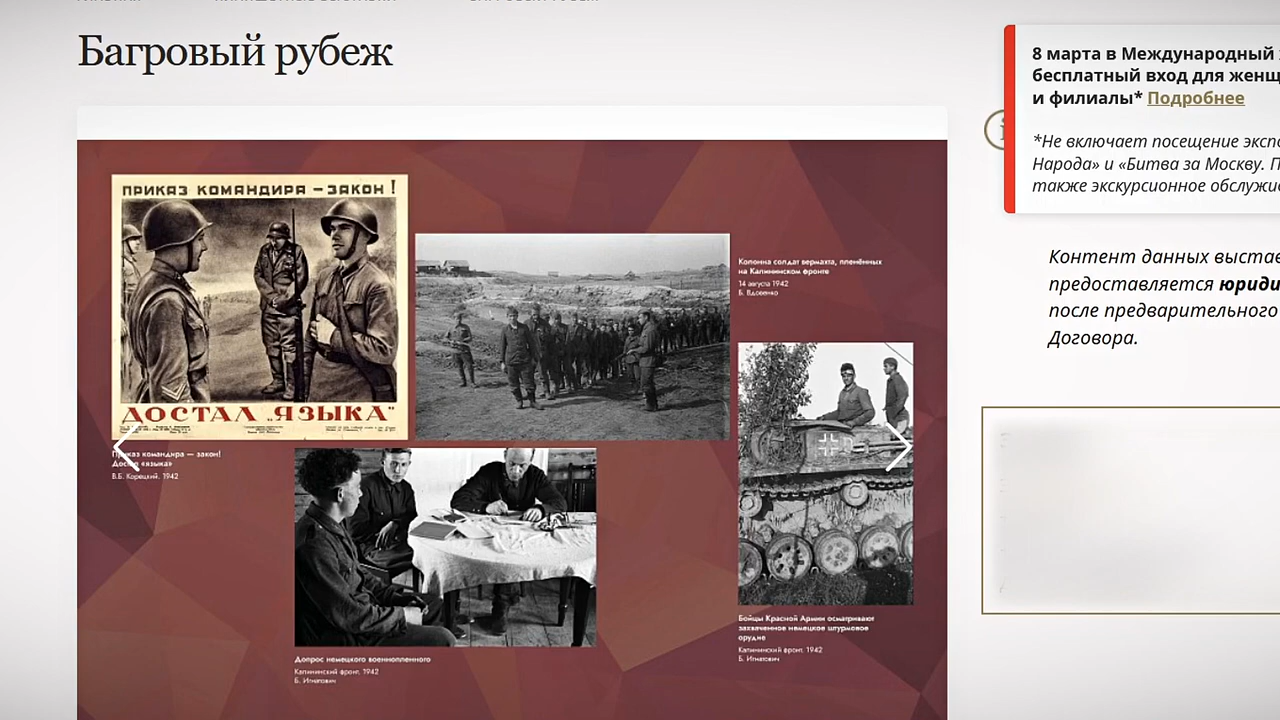 Багровый рубеж
ПРИКАЗ КОМАНДИРА – ЗАКОН!
ДОСТАЛ „ЯЗЫКА"
Приказ командира — закон!
Достал «языка»
В.Б. Корецкий. 1942
Колонна солдат вермахта, пленённых
на Калининском фронте
14 августа 1942
Б. Вдовенко
Допрос немецкого военнопленного
Калининский фронт. 1942
Б. Игнатович
Бойцы Красной Армии осматривают
захваченное немецкое штурмовое
орудие
Калининский фронт. 1942
Б. Игнатович
8 марта в Международный
бесплатный вход для женщ
и филиалы* Подробнее
*Не включает посещение эксп
Народа» и «Битва за Москву. П
также экскурсионное обслужи
Контент данных выстав
предоставляется юриди
после предварительного
Договора.